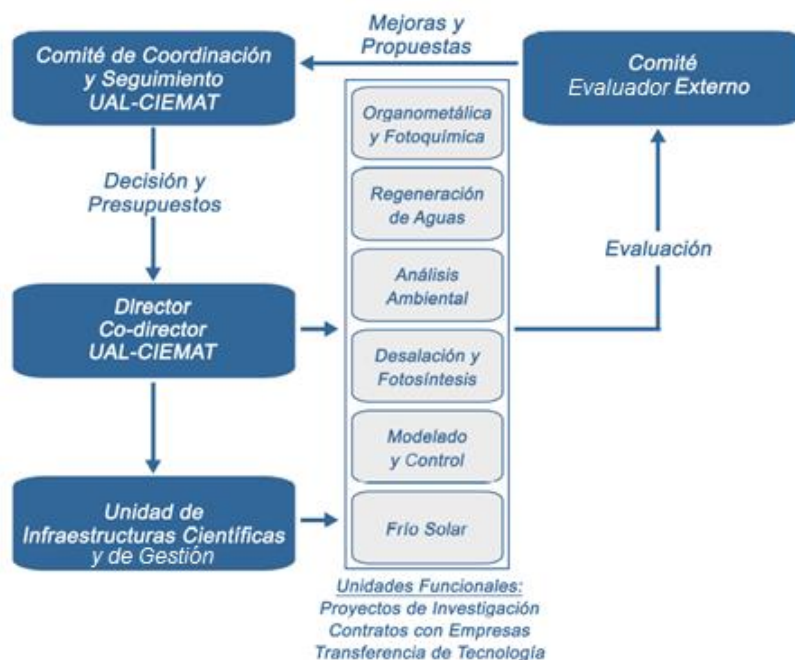 Comité de Coordinación
y Seguimiento
UAL-CIEMAT
Mejoras y
Propuestas
Comité
Evaluador Externo
Decisión y
Presupuestos
Director
Co-director
UAL-CIEMAT
Unidad de
Infraestructuras Científicas
y de Gestión
Organometálica
y Fotoquímica
Regeneración
de Aguas
Análisis
Ambiental
Desalación y
Fotosíntesis
Modelado
y Control
Frío Solar
Evaluación
Unidades Funcionales:
Proyectos de Investigación
Contratos con Empresas
Transferencia de Tecnología